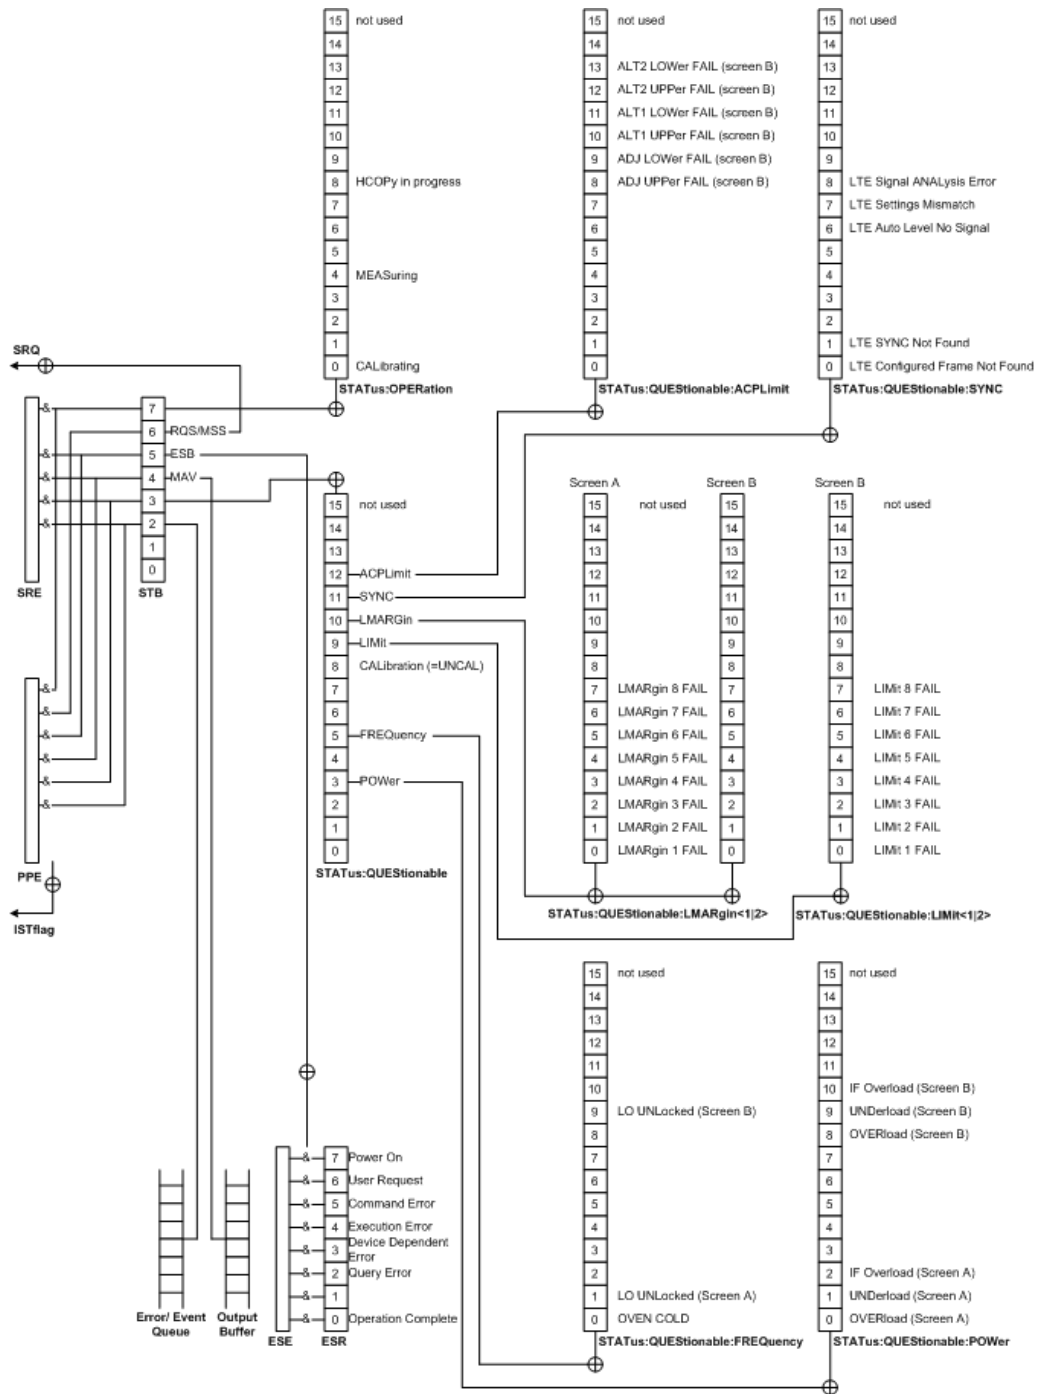 15 not used
14
13
12
11
10
9
8 HCOPy in progress
7
6
5
4 MEASuring
3
2
1
0 CALibrating
STATus:OPERation
15 not used
14
13 ALT2 LOWer FAIL (screen B)
12 ALT2 UPPer FAIL (screen B)
11 ALT1 LOWer FAIL (screen B)
10 ALT1 UPPer FAIL (screen B)
9 ADJ LOWer FAIL (screen B)
8 ADJ UPPer FAIL (screen B)
7
6
5
4
3
2
1
0
STATus:QUEStionable:ACPLimit
15 not used
14
13
12
11
10
9
8 LTE Signal ANALysis Error
7 LTE Settings Mismatch
6 LTE Auto Level No Signal
5
4
3
2
1 LTE SYNC Not Found
0 LTE Configured Frame Not Found
STATus:QUEStionable:SYNC
SRQ
& 7
6 RQS/MSS
& 5 ESB
& 4 MAV
& 3
& 2
1
0
SRE STB
&
&
&
&
&
&
PPE
ISTflag
15 not used
14
13
12 ACPLimit
11 SYNC
10 LMARGin
9 LIMit
8 CALibration (=UNCAL)
7
6
5 FREQuency
4
3 POWer
2
1
0
STATus:QUEStionable
Screen A Screen B
15 not used 15
14 14
13 13
12 12
11 11
10 10
9 9
8 8
7 LMARgin 8 FAIL 7
6 LMARgin 7 FAIL 6
5 LMARgin 6 FAIL 5
4 LMARgin 5 FAIL 4
3 LMARgin 4 FAIL 3
2 LMARgin 3 FAIL 2
1 LMARgin 2 FAIL 1
0 LMARgin 1 FAIL 0
STATus:QUEStionable:LMARgin<1|2>
Screen B
15 not used
14
13
12
11
10
9
8
7 LIMit 8 FAIL
6 LIMit 7 FAIL
5 LIMit 6 FAIL
4 LIMit 5 FAIL
3 LIMit 4 FAIL
2 LIMit 3 FAIL
1 LIMit 2 FAIL
0 LIMit 1 FAIL
STATus:QUEStionable:LIMit<1|2>
Error/ Event
Queue
Output
Buffer
& 7 Power On
& 6 User Request
& 5 Command Error
& 4 Execution Error
& 3 Device Dependent
Error
& 2 Query Error
& 1
& 0 Operation Complete
ESE ESR
15 not used
14
13
12
11
10
9 LO UNLocked (Screen B)
8
7
6
5
4
3
2
1 LO UNLocked (Screen A)
0 OVEN COLD
STATus:QUEStionable:FREQuency
15 not used
14
13
12
11
10 IF Overload (Screen B)
9 UNDerload (Screen B)
8 OVERload (Screen B)
7
6
5
4
3
2 IF Overload (Screen A)
1 UNDerload (Screen A)
0 OVERload (Screen A)
STATus:QUEStionable:POWer